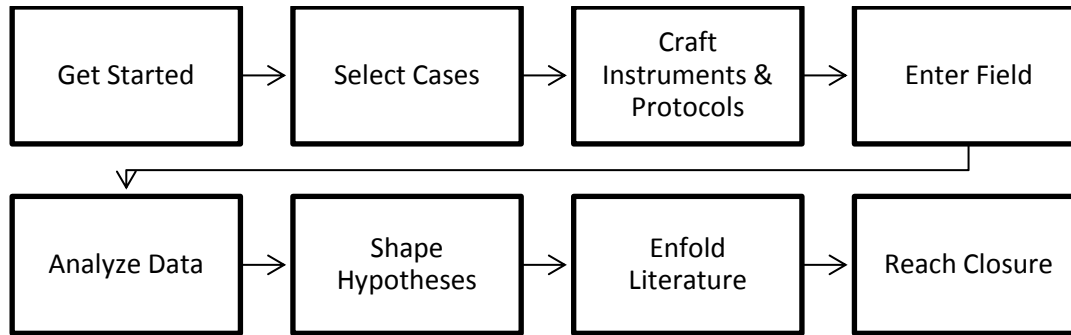 Get Started
Select Cases
Craft
Instruments &
Protocols
Enter Field
Analyze Data
Shape
Hypotheses
Enfold
Literature
Reach Closure